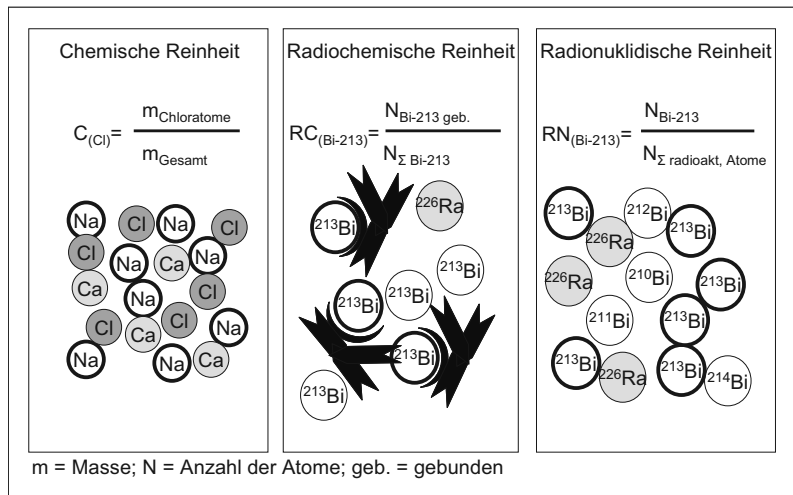 Chemische Reinheit
C(Cl)= mChloratome
mGesamt
Na Cl Na Cl
Cl Na Ca Na
Ca Na Cl
Cl Ca Cl Na
Na Na Ca
Radiochemische Reinheit
RC(Bi-213)= NBi-213 geb.
NΣ Bi-213
213Bi 226Ra
213Bi
213Bi 213Bi
213Bi
213Bi
Radionuklidische Reinheit
RN(Bi-213)= NBi-213
NΣ radioakt, Atome
213Bi 212Bi 213Bi
226Ra
226Ra 210Bi 213Bi
211Bi 213Bi
213Bi 226Ra 213Bi 214Bi
m = Masse; N = Anzahl der Atome; geb. = gebunden